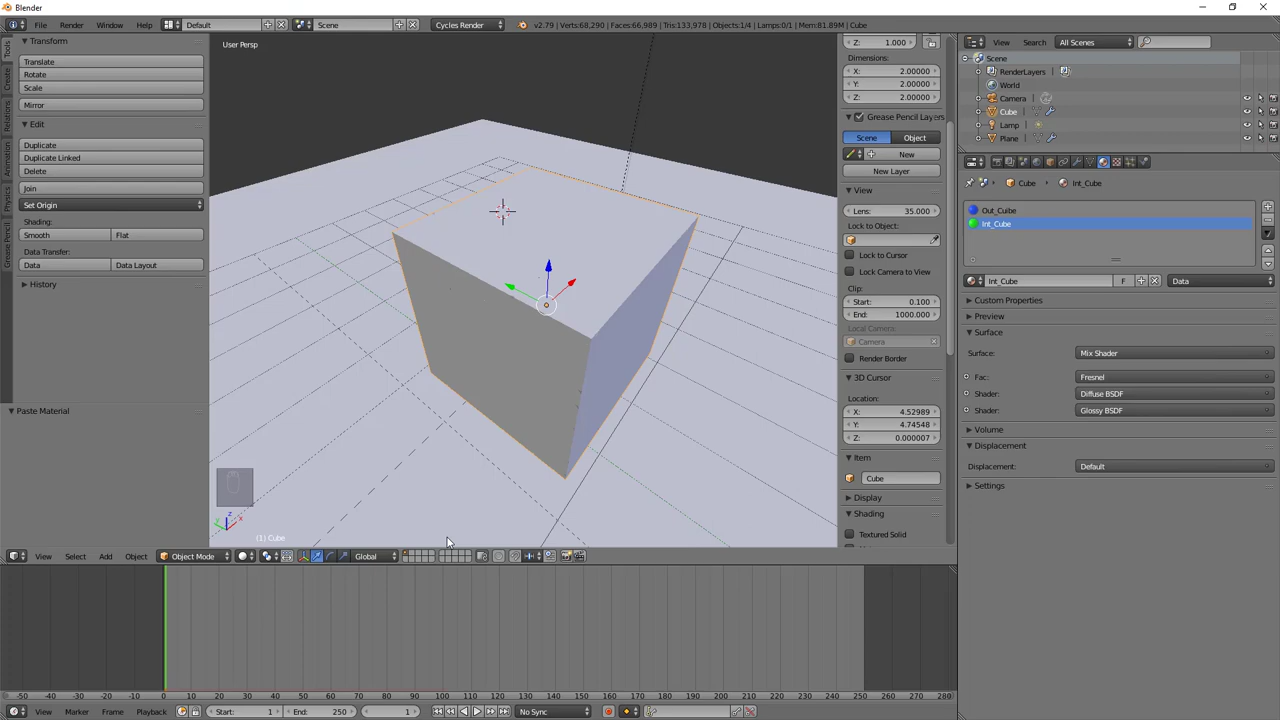 Blender
File Render Window Help Default Scene Cycles Render v2.79 | Verts:68,290 | Faces:66,989 | Tris:133,978 | Objects:1/4 | Lamps:0/1 | Mem:81.89M | Cube
Tools
Create
Relations
Animation
Physics
Grease Pencil
Transform
Translate
Rotate
Scale
Mirror
Edit
Duplicate
Duplicate Linked
Delete
Join
Set Origin
Shading:
Smooth Flat
Data Transfer:
Data Data Layout
History
Paste Material
User Persp
(1) Cube
Z: 1.000
Dimensions:
X: 2.00000
Y: 2.00000
Z: 2.00000
Grease Pencil Layers
Scene Object
New
New Layer
View
Lens: 35.000
Lock to Object:
Lock to Cursor
Lock Camera to View
Clip:
Start: 0.100
End: 1000.000
Local Camera:
Camera
Render Border
3D Cursor
Location:
X: 4.52989
Y: 4.74548
Z: 0.000007
Item
Cube
Display
Shading
Textured Solid
View Search All Scenes
Scene
RenderLayers
World
Camera
Cube
Lamp
Plane
Cube Int_Cube
Out_Cuibe
Int_Cube
Int_Cube F Data
Custom Properties
Preview
Surface
Surface: Mix Shader
Fac: Fresnel
Shader: Diffuse BSDF
Shader: Glossy BSDF
Volume
Displacement
Displacement: Default
Settings
View Select Add Object Object Mode Global
-50 -40 -30 -20 -10 0 10 20 30 40 50 60 70 80 90 100 110 120 130 140 150 160 170 180 190 200 210 220 230 240 250 260 270 280
View Marker Frame Playback Start: 1 End: 250 1 No Sync